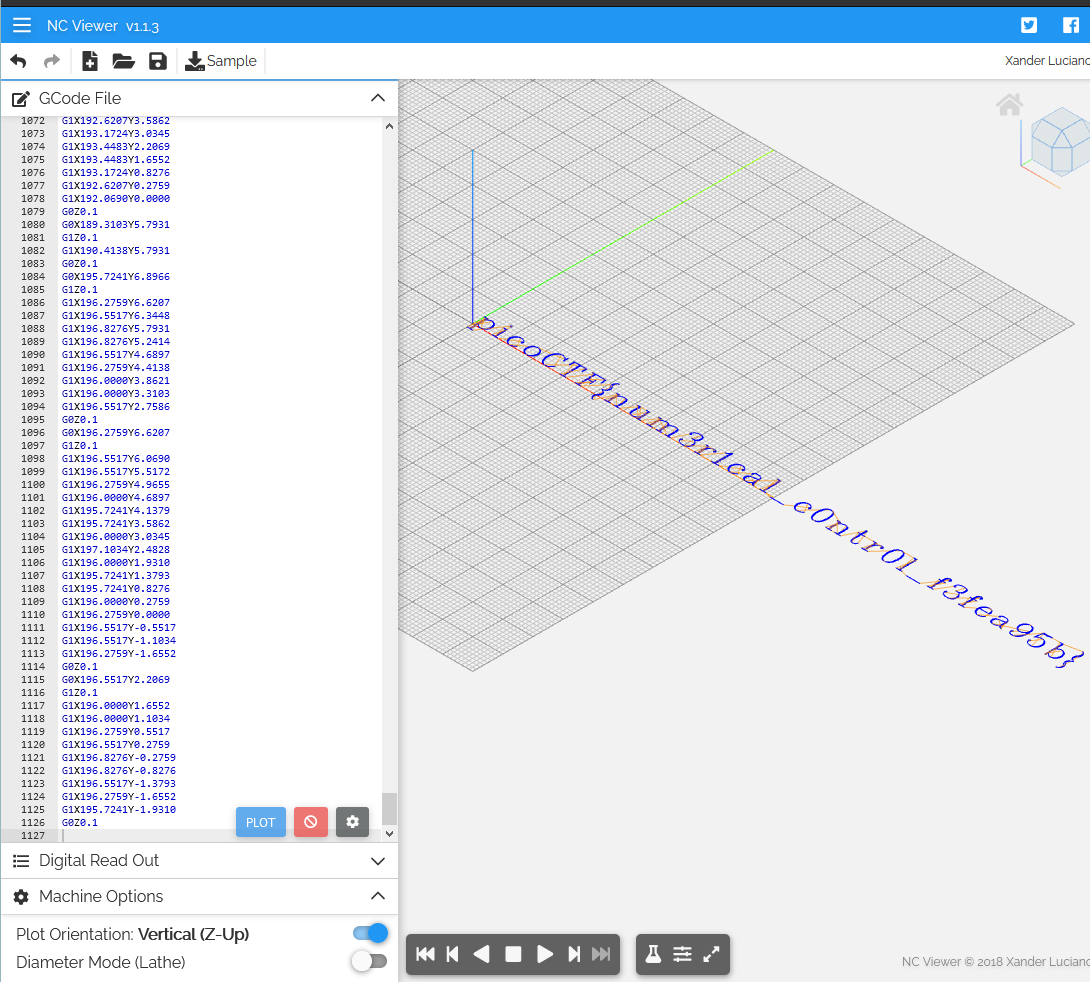 NC Viewer v1.1.3
Sample
Xander Luciano
GCode File
1072 G1X192.6207Y3.5862
1073 G1X193.1724Y3.0345
1074 G1X193.4483Y2.2069
1075 G1X193.4483Y1.6552
1076 G1X193.1724Y0.8276
1077 G1X192.6207Y0.2759
1078 G1X192.0690Y0.0000
1079 G0Z0.1
1080 G0X189.3103Y5.7931
1081 G1Z0.1
1082 G1X190.4138Y5.7931
1083 G0Z0.1
1084 G0X195.7241Y6.8966
1085 G1Z0.1
1086 G1X196.2759Y6.6207
1087 G1X196.5517Y6.3448
1088 G1X196.8276Y5.7931
1089 G1X196.8276Y5.2414
1090 G1X196.5517Y4.6897
1091 G1X196.2759Y4.4138
1092 G1X196.0000Y3.8621
1093 G1X196.0000Y3.3103
1094 G1X196.5517Y2.7586
1095 G0Z0.1
1096 G0X196.2759Y6.6207
1097 G1Z0.1
1098 G1X196.5517Y6.0690
1099 G1X196.5517Y5.5172
1100 G1X196.2759Y4.9655
1101 G1X196.0000Y4.6897
1102 G1X195.7241Y4.1379
1103 G1X195.7241Y3.5862
1104 G1X196.0000Y3.0345
1105 G1X197.1034Y2.4828
1106 G1X196.0000Y1.9310
1107 G1X195.7241Y1.3793
1108 G1X195.7241Y0.8276
1109 G1X196.0000Y0.2759
1110 G1X196.2759Y0.0000
1111 G1X196.5517Y-0.5517
1112 G1X196.5517Y-1.1034
1113 G1X196.2759Y-1.6552
1114 G0Z0.1
1115 G0X196.5517Y2.2069
1116 G1Z0.1
1117 G1X196.0000Y1.6552
1118 G1X196.0000Y1.1034
1119 G1X196.2759Y0.5517
1120 G1X196.5517Y0.2759
1121 G1X196.8276Y-0.2759
1122 G1X196.8276Y-0.8276
1123 G1X196.5517Y-1.3793
1124 G1X196.2759Y-1.6552
1125 G1X195.7241Y-1.9310
1126 G0Z0.1
1127
PLOT
picoCTF{num3r1cal_c0ntr0l_f3fea95b}
Digital Read Out
Machine Options
Plot Orientation: Vertical (Z-Up)
Diameter Mode (Lathe)
NC Viewer © 2018 Xander Luciano